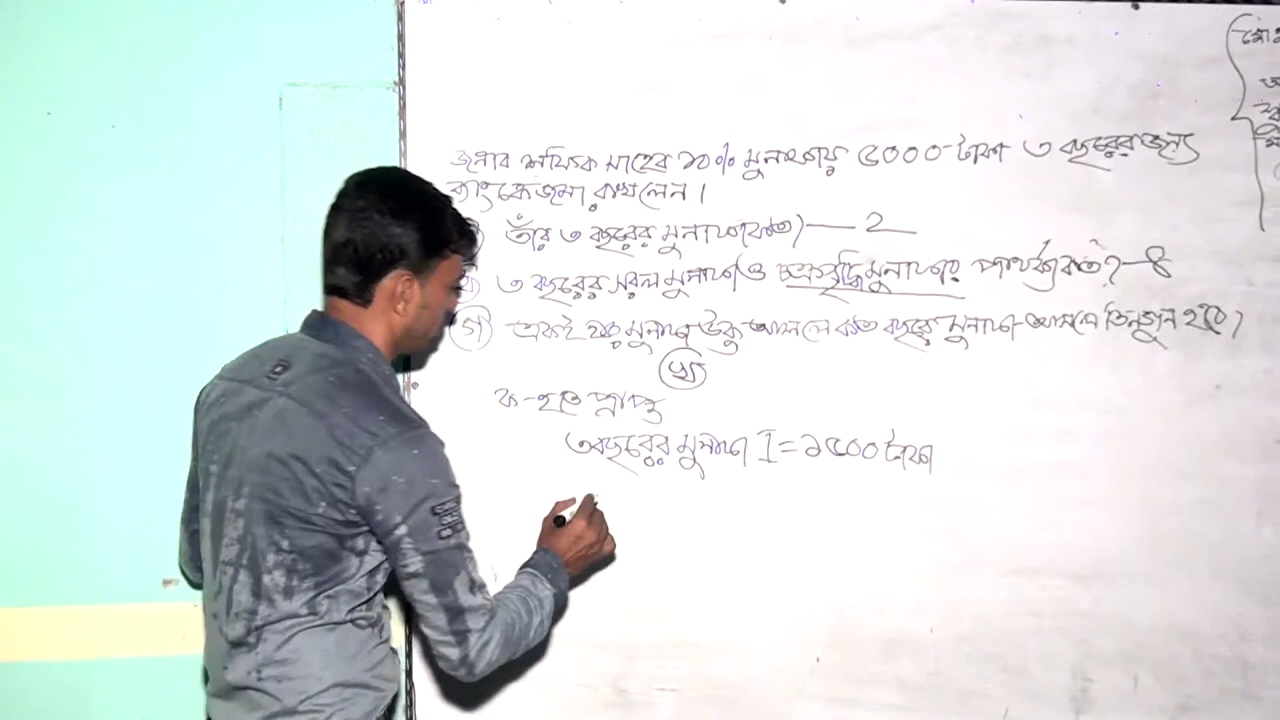 জনাব শফিক সাহেব ১০% মুনাফায় ৫০০০ টাকা ৩ বছরের জন্য
ব্যাংকে জমা রাখলেন।
তাঁর ৩ বছরের মুনাফা কত) — 2
খ ৩ বছরের সরল মুনাফা ও চক্রবৃদ্ধি মুনাফার পার্থক্য কত? — 8
গ একই হার মুনাফায় উক্ত আসলে কত বছরে মুনাফা-আসলে তিনগুন হবে?
খ
ক-হতে প্রাপ্ত
৩বছরের মুনাফা I = ১৫০০ টাকা